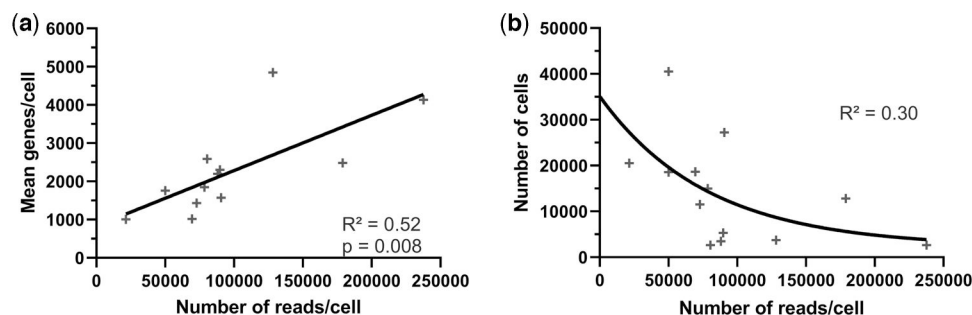 (a)
6000
5000
4000
3000
2000
1000
0
Mean genes/cell
R² = 0.52
p = 0.008
0 50000 100000 150000 200000 250000
Number of reads/cell
(b)
50000
40000
30000
20000
10000
0
Number of cells
R² = 0.30
0 50000 100000 150000 200000 250000
Number of reads/cell